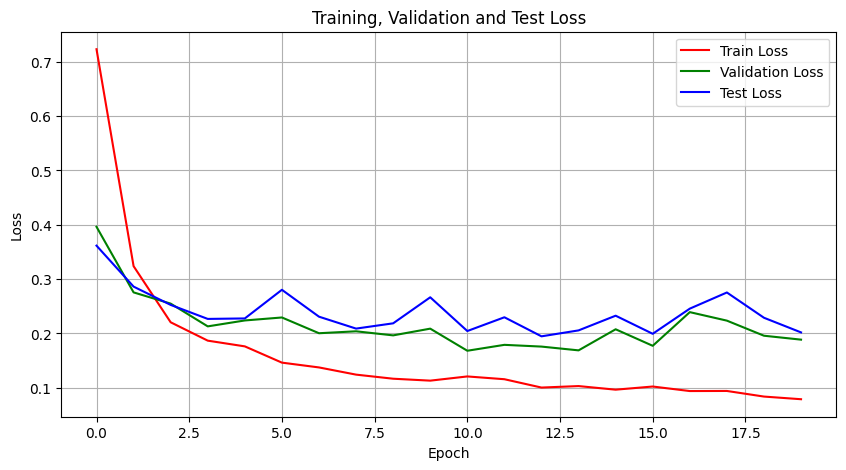 Training, Validation and Test Loss
Train Loss
Validation Loss
Test Loss
Loss
0.7
0.6
0.5
0.4
0.3
0.2
0.1
0.0 2.5 5.0 7.5 10.0 12.5 15.0 17.5
Epoch